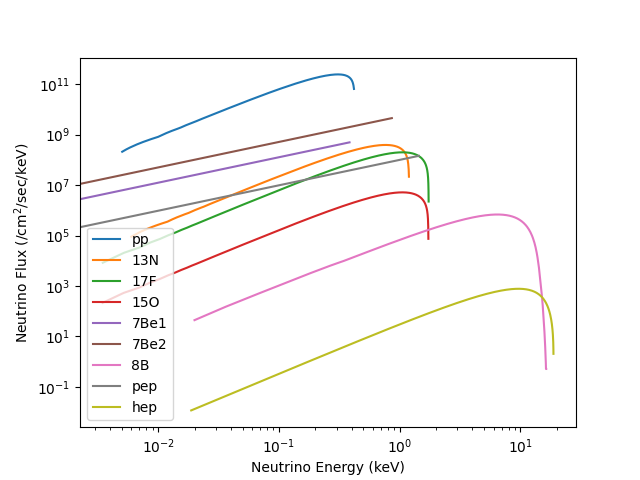 10^11
10^9
10^7
10^5
10^3
10^1
10^−1
Neutrino Flux (/cm^2/sec/keV)
pp
13N
17F
15O
7Be1
7Be2
8B
pep
hep
10^−2
10^−1
10^0
10^1
Neutrino Energy (keV)